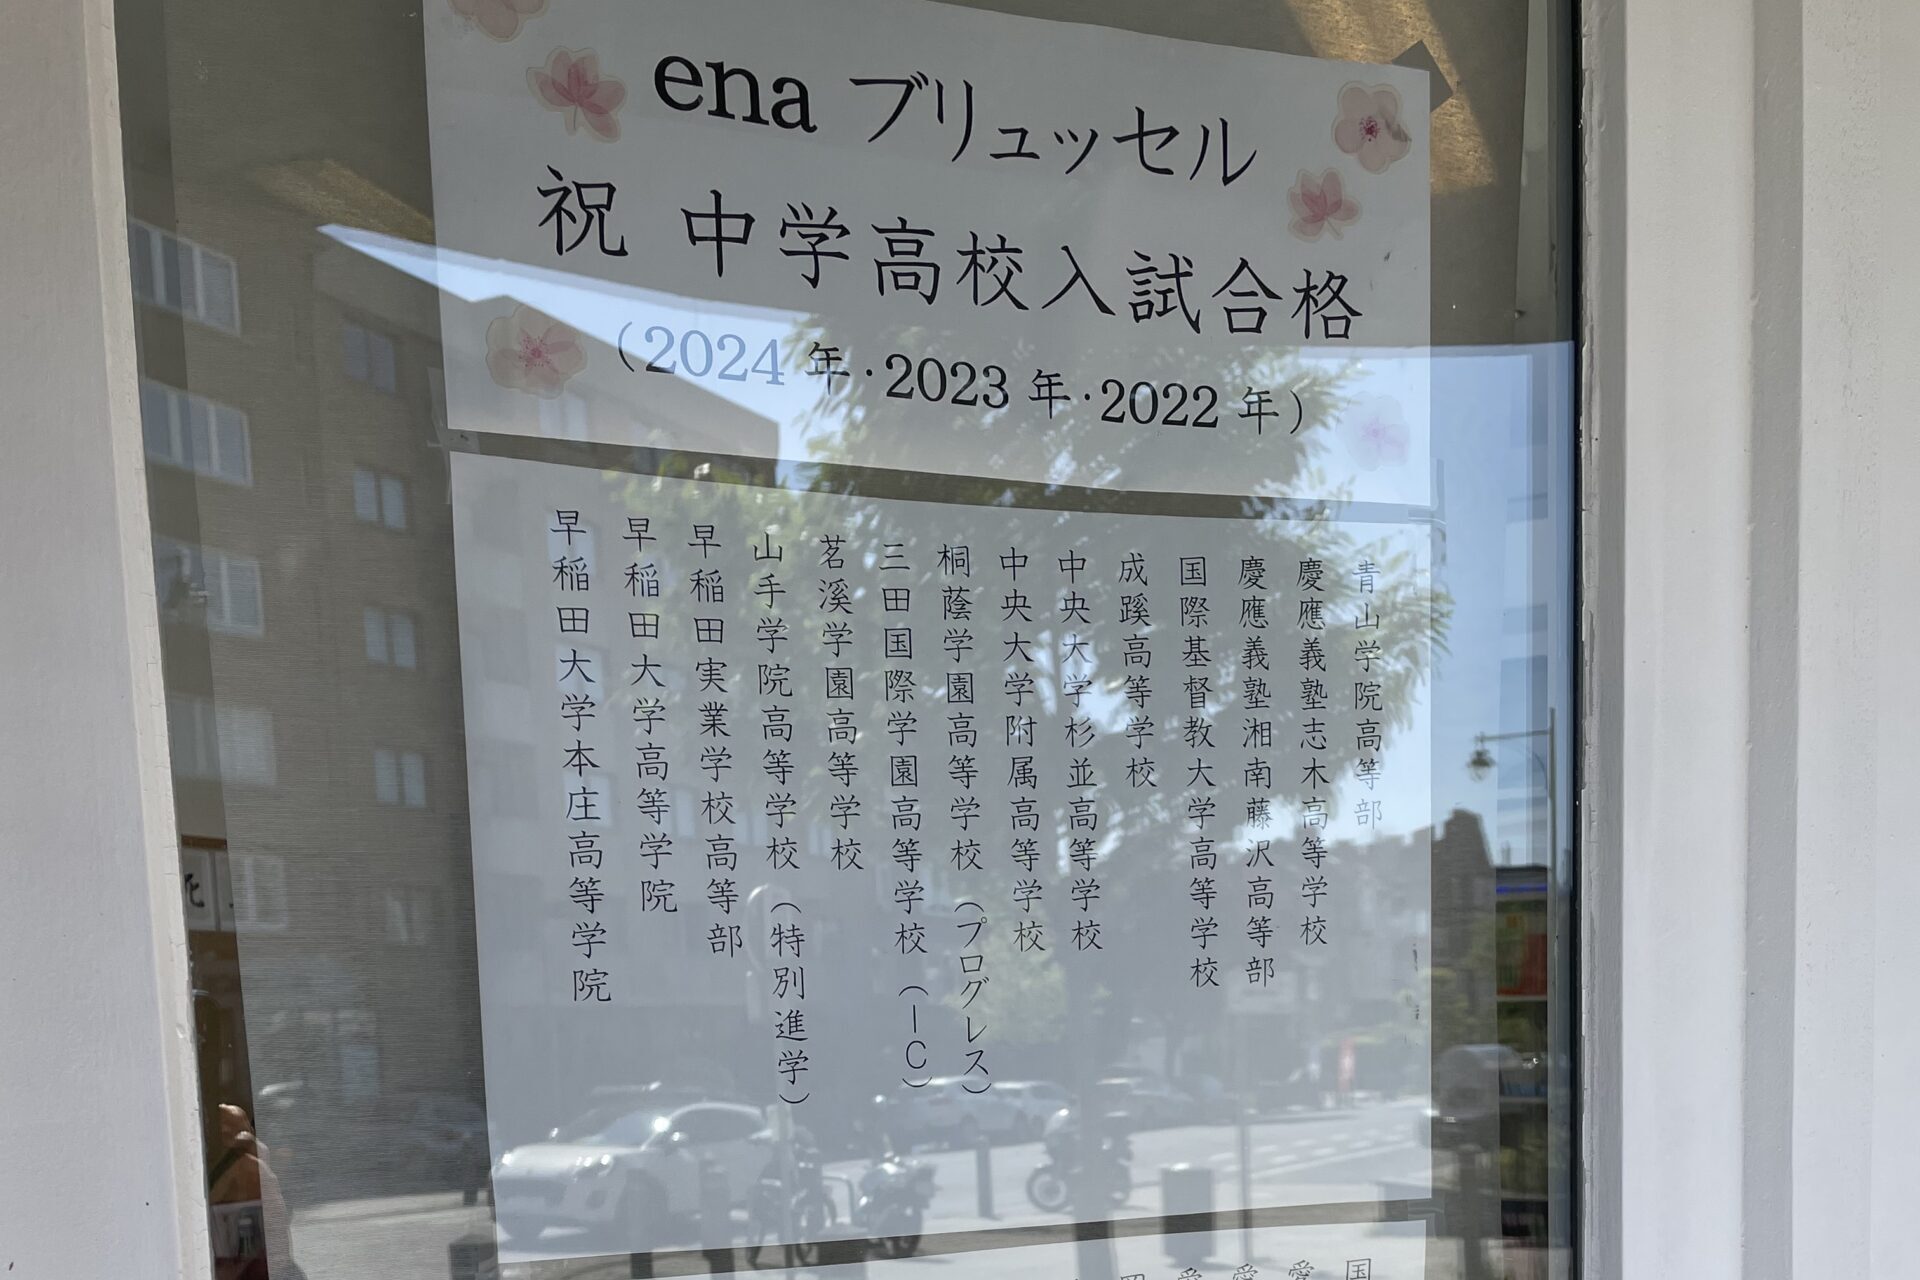 ena ブリュッセル
祝 中学高校入試合格
(2024年・2023年・2022年)
青山学院高等部
慶應義塾志木高等学校
慶應義塾湘南藤沢高等部
国際基督教大学高等学校
成蹊高等学校
中央大学杉並高等学校
中央大学附属高等学校
桐蔭学園高等学校(プログレス)
三田国際学園高等学校(IC)
茗溪学園高等学校
山手学院高等学校(特別進学)
早稲田実業学校高等部
早稲田大学高等学院
早稲田大学本庄高等学院
国
愛
愛
愛